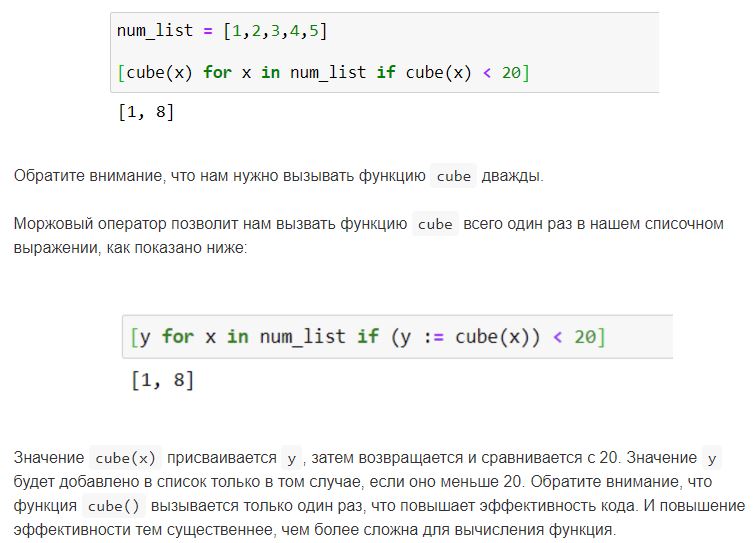 num_list = [1,2,3,4,5]
[cube(x) for x in num_list if cube(x) < 20]
[1, 8]
Обратите внимание, что нам нужно вызывать функцию cube дважды.
Моржовый оператор позволит нам вызвать функцию cube всего один раз в нашем списочном
выражении, как показано ниже:
[y for x in num_list if (y := cube(x)) < 20]
[1, 8]
Значение cube(x) присваивается y , затем возвращается и сравнивается с 20. Значение y
будет добавлено в список только в том случае, если оно меньше 20. Обратите внимание, что
функция cube() вызывается только один раз, что повышает эффективность кода. И повышение
эффективности тем существеннее, чем более сложна для вычисления функция.